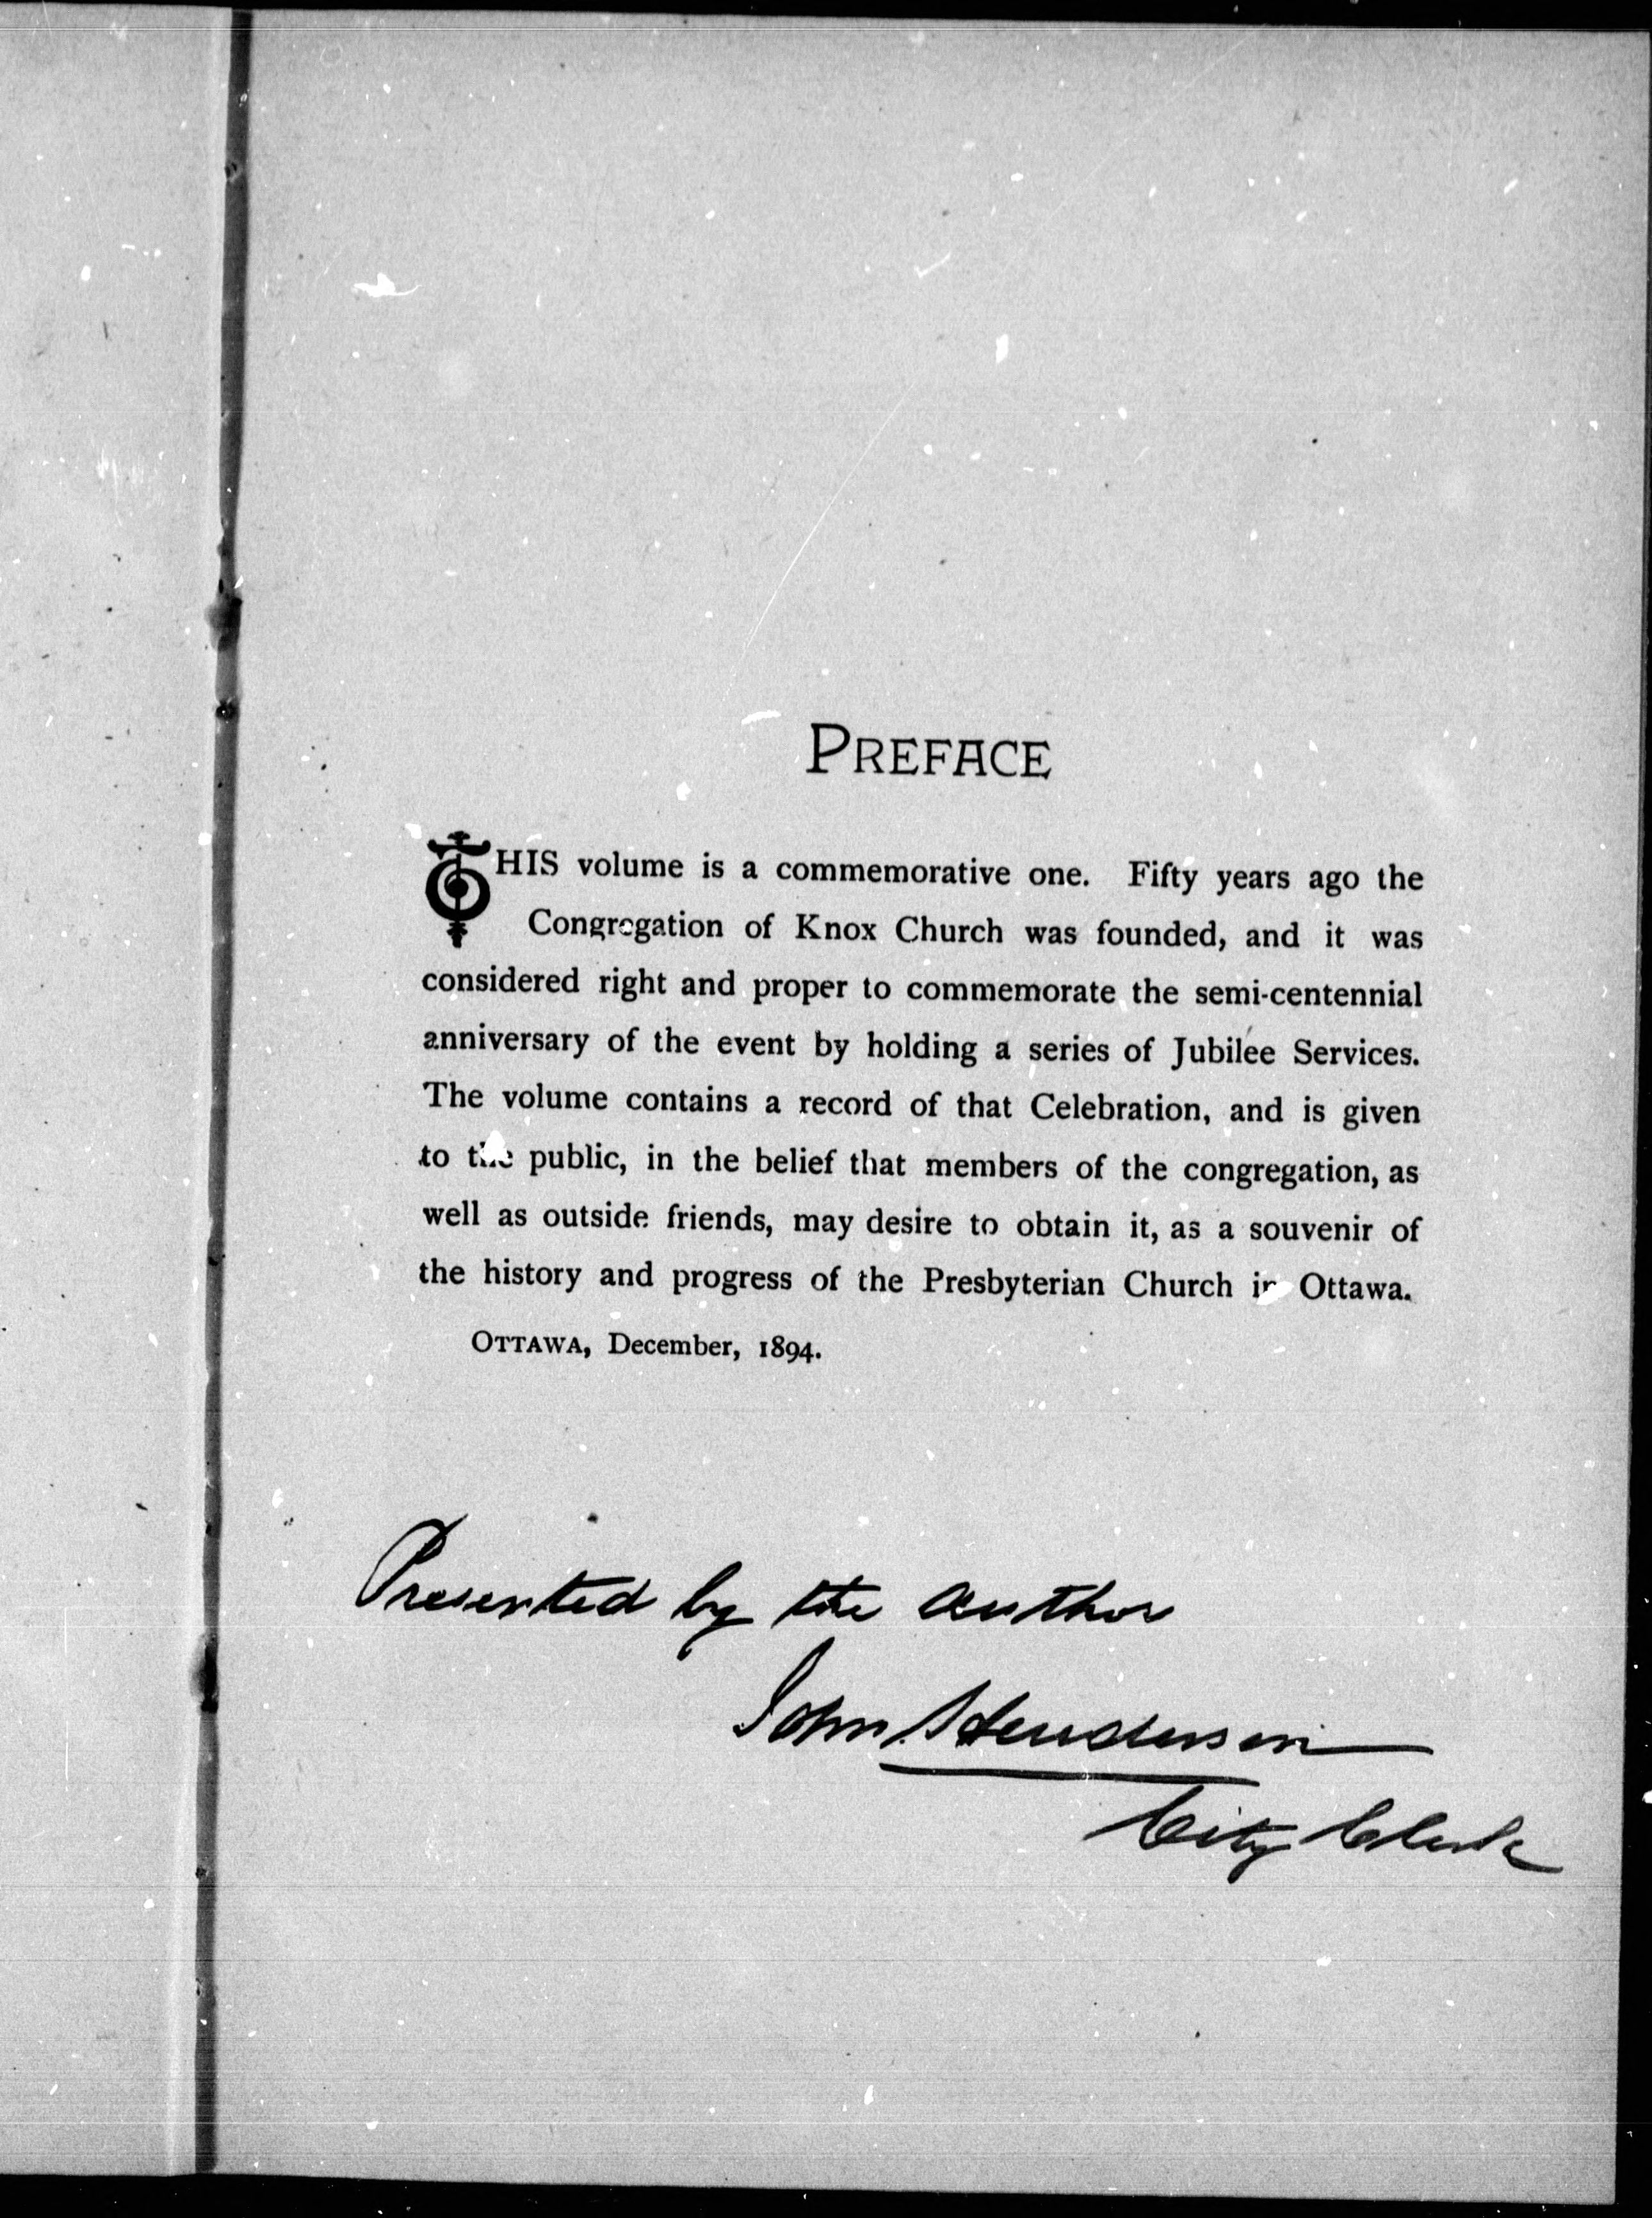 PREFACE
THIS volume is a commemorative one. Fifty years ago the
Congregation of Knox Church was founded, and it was
considered right and proper to commemorate the semi-centennial
anniversary of the event by holding a series of Jubilee Services.
The volume contains a record of that Celebration, and is given
to the public, in the belief that members of the congregation, as
well as outside friends, may desire to obtain it, as a souvenir of
the history and progress of the Presbyterian Church in Ottawa.
OTTAWA, December, 1894.
Presented by the author
John Henderson
City Clerk